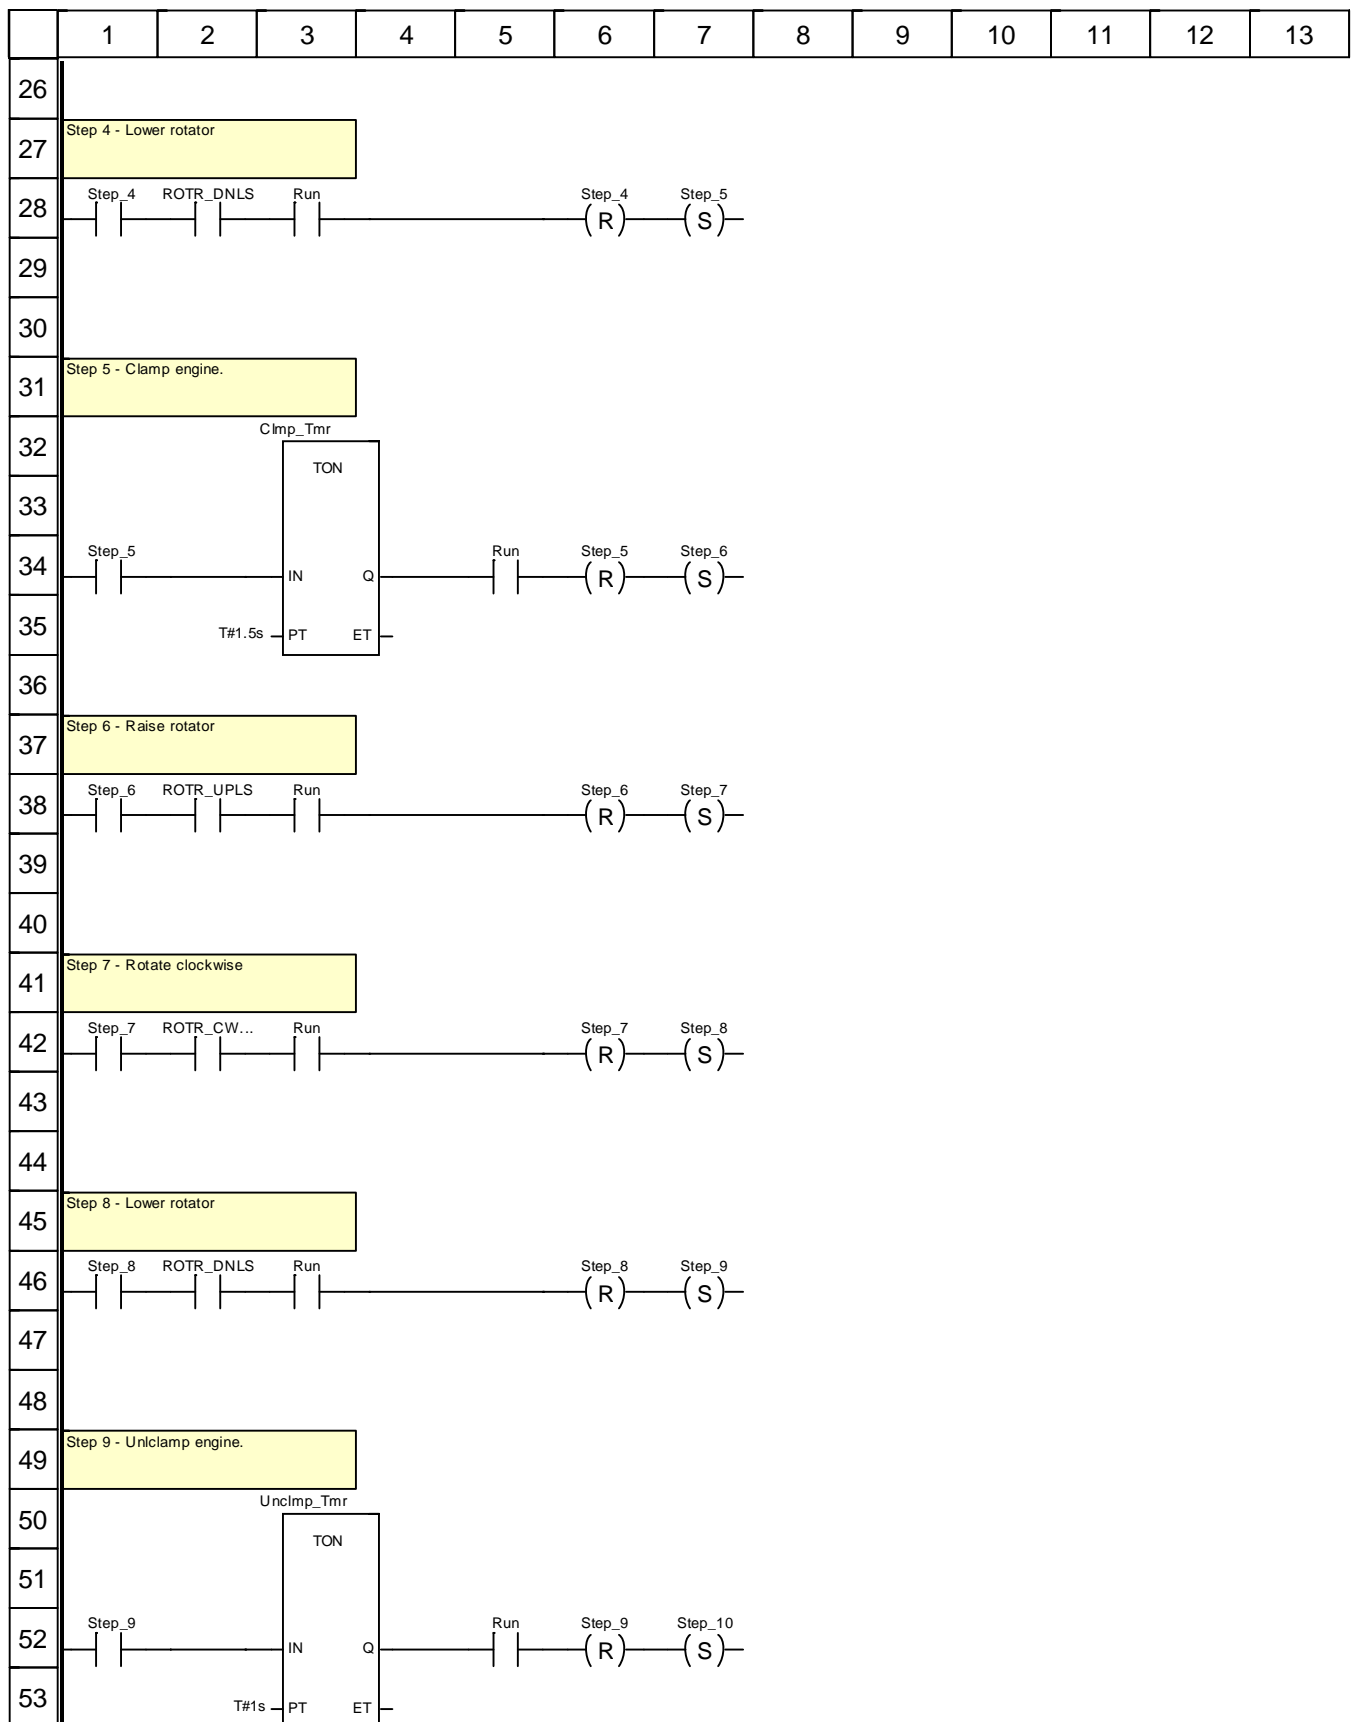 1 2 3 4 5 6 7 8 9 10 11 12 13
26
27 Step 4 - Lower rotator
Step_4 ROTR_DNLS Run Step_4 Step_5
28 R S
29
30
31 Step 5 - Clamp engine.
Clmp_Tmr
32 TON
33
Step_5 Run Step_5 Step_6
34 IN Q R S
35 T#1.5s PT ET
36
37 Step 6 - Raise rotator
Step_6 ROTR_UPLS Run Step_6 Step_7
38 R S
39
40
41 Step 7 - Rotate clockwise
Step_7 ROTR_CW... Run Step_7 Step_8
42 R S
43
44
45 Step 8 - Lower rotator
Step_8 ROTR_DNLS Run Step_8 Step_9
46 R S
47
48
49 Step 9 - Unlclamp engine.
Unclmp_Tmr
50 TON
51
Step_9 Run Step_9 Step_10
52 IN Q R S
53 T#1s PT ET